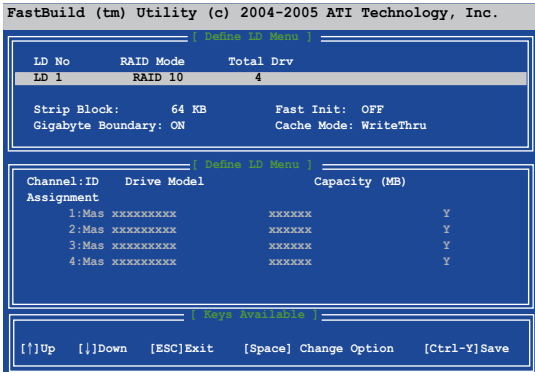 FastBuild (tm) Utility (c) 2004-2005 ATI Technology, Inc.
[ Define LD Menu ]
LD No RAID Mode Total Drv
LD 1 RAID 10 4
Strip Block: 64 KB Fast Init: OFF
Gigabyte Boundary: ON Cache Mode: WriteThru
[ Define LD Menu ]
Channel:ID Drive Model Capacity (MB)
Assignment
1:Mas xxxxxxxxx xxxxxx Y
2:Mas xxxxxxxxx xxxxxx Y
3:Mas xxxxxxxxx xxxxxx Y
4:Mas xxxxxxxxx xxxxxx Y
[ Keys Available ]
[↑]Up [↓]Down [ESC]Exit [Space] Change Option [Ctrl-Y]Save